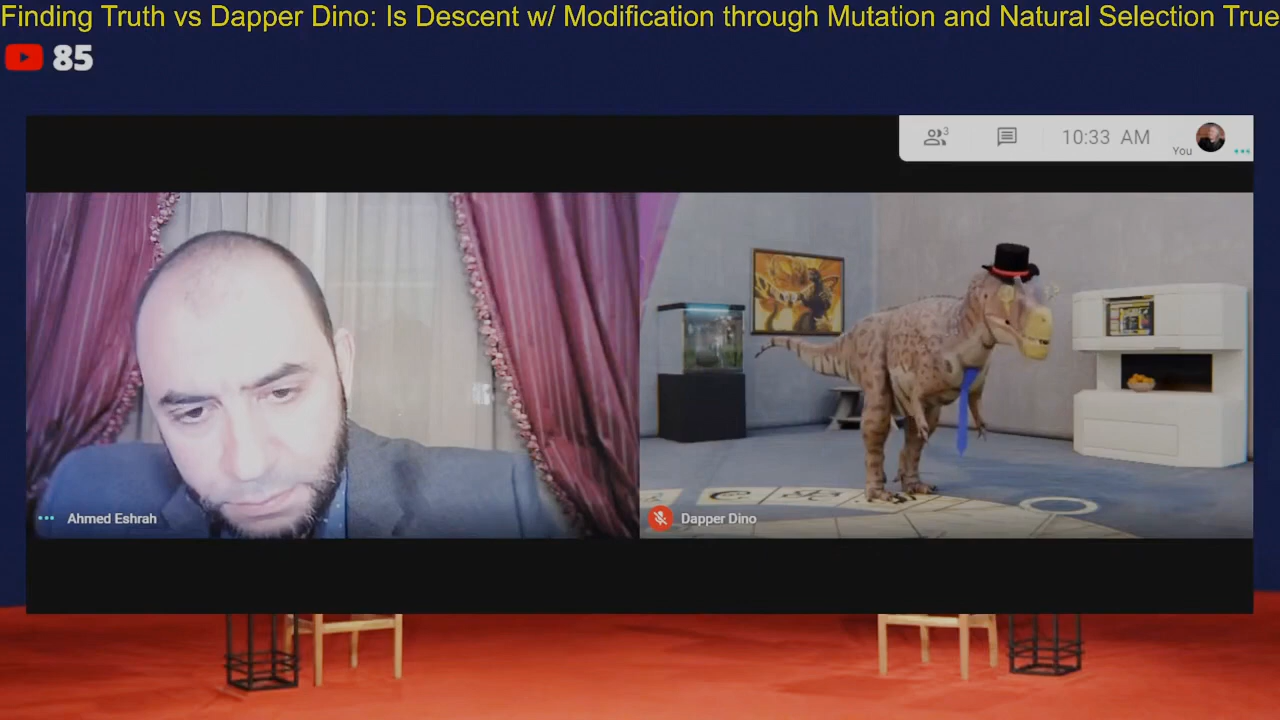 Finding Truth vs Dapper Dino: Is Descent w/ Modification through Mutation and Natural Selection True
85
3
10:33 AM
You
Ahmed Eshrah
Dapper Dino